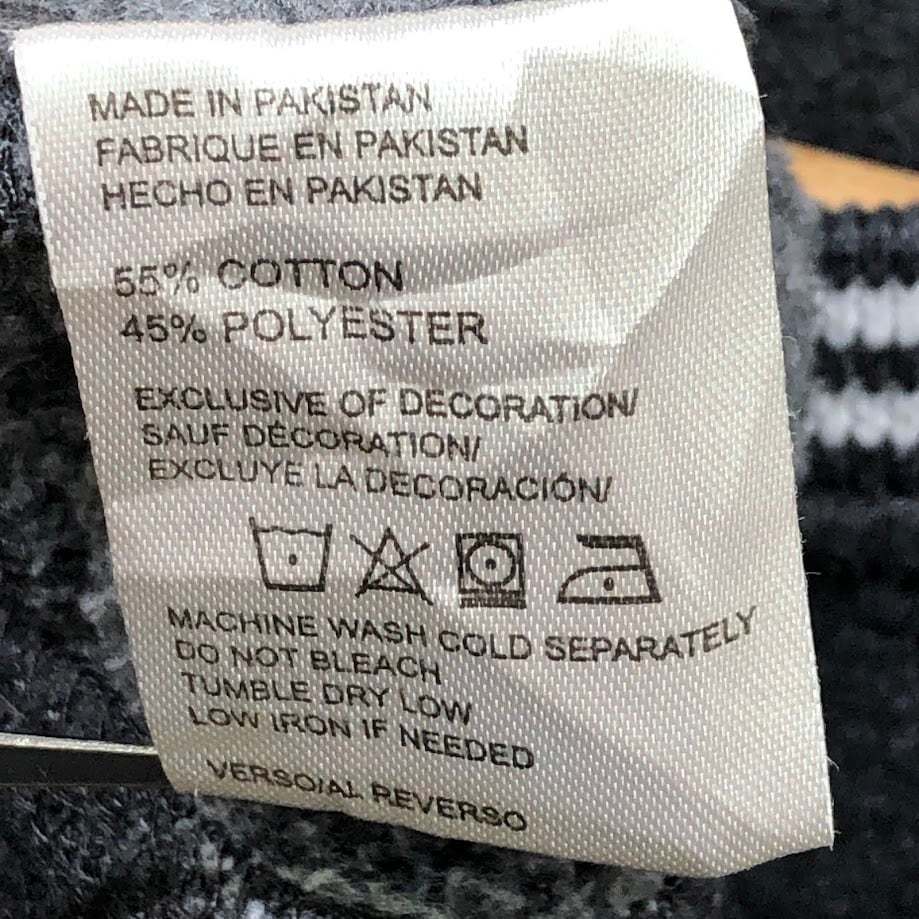 MADE IN PAKISTAN
FABRIQUE EN PAKISTAN
HECHO EN PAKISTAN
55% COTTON
45% POLYESTER
EXCLUSIVE OF DECORATION/
SAUF DÉCORATION/
EXCLUYE LA DECORACIÓN/
MACHINE WASH COLD SEPARATELY
DO NOT BLEACH
TUMBLE DRY LOW
LOW IRON IF NEEDED
VERSO/AL REVERSO